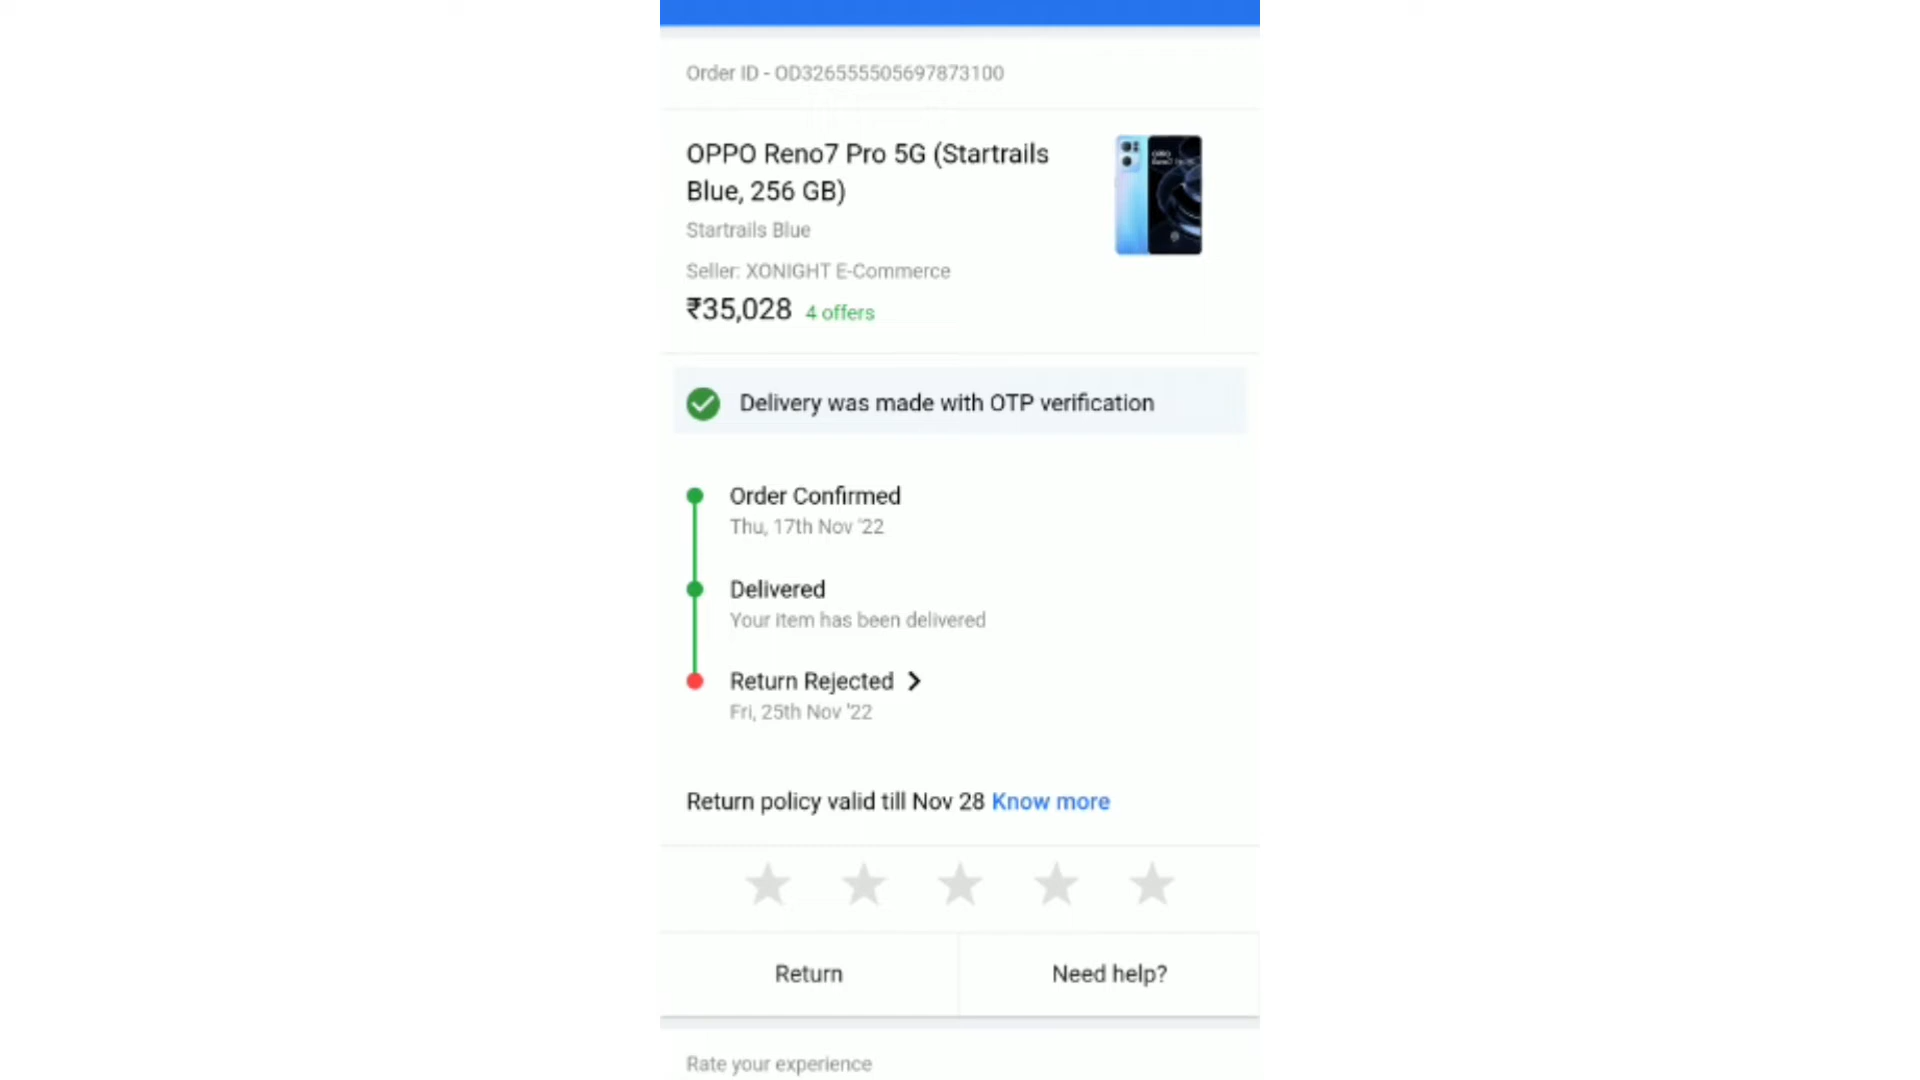 Order ID - OD326555505697873100
OPPO Reno7 Pro 5G (Startrails
Blue, 256 GB)
Startrails Blue
Seller: XONIGHT E-Commerce
₹35,028 4 offers
Delivery was made with OTP verification
Order Confirmed
Thu, 17th Nov '22
Delivered
Your item has been delivered
Return Rejected
Fri, 25th Nov '22
Return policy valid till Nov 28 Know more
Return Need help?
Rate your experience